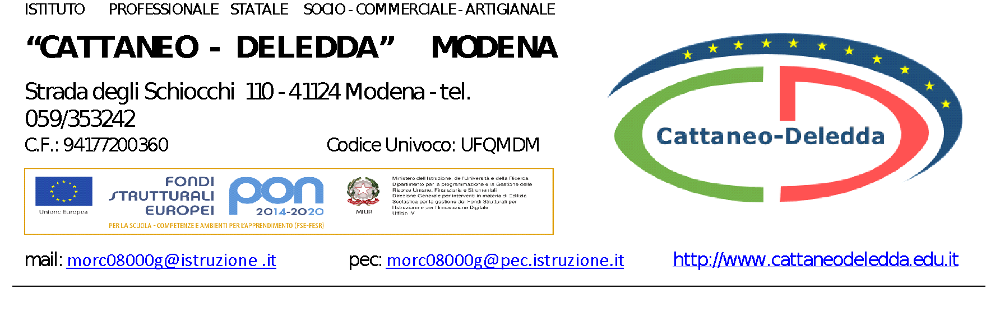 ISTITUTO PROFESSIONALE STATALE SOCIO - COMMERCIALE - ARTIGIANALE
“CATTANEO - DELEDDA” MODENA
Strada degli Schiocchi 110 - 41124 Modena - tel.
059/353242
C.F.: 94177200360 Codice Univoco: UFQMDM
Cattaneo-Deledda
Unione Europea
FONDI
STRUTTURALI
EUROPEI
pon
2014-2020
PER LA SCUOLA - COMPETENZE E AMBIENTI PER L'APPRENDIMENTO (FSE-FESR)
MIUR
Ministero dell'Istruzione, dell'Università e della Ricerca
Dipartimento per la programmazione e la Gestione delle
Risorse Umane, Finanziarie e Strumentali
Direzione Generale per interventi in materia di Edilizia
Scolastica per la gestione dei Fondi Strutturali per
l'Istruzione e per l'Innovazione Digitale
Ufficio IV
mail: morc08000g@istruzione .it pec: morc08000g@pec.istruzione.it http://www.cattaneodeledda.edu.it